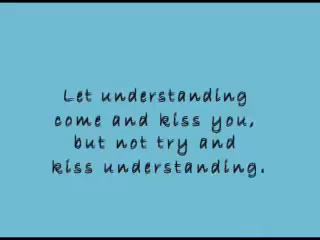 Let understanding
come and kiss you,
but not try and
kiss understanding.